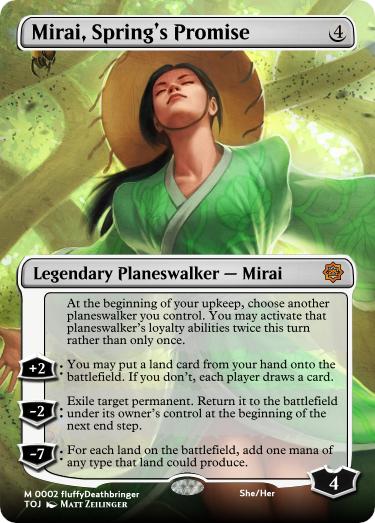 Mirai, Spring's Promise 4
Legendary Planeswalker — Mirai
At the beginning of your upkeep, choose another
planeswalker you control. You may activate that
planeswalker's loyalty abilities twice this turn
rather than only once.
+2 : You may put a land card from your hand onto the
battlefield. If you don't, each player draws a card.
-2 : Exile target permanent. Return it to the battlefield
under its owner's control at the beginning of the
next end step.
-7 : For each land on the battlefield, add one mana of
any type that land could produce.
4
M 0002 fluffyDeathbringer She/Her
TOJ Matt Zeilinger